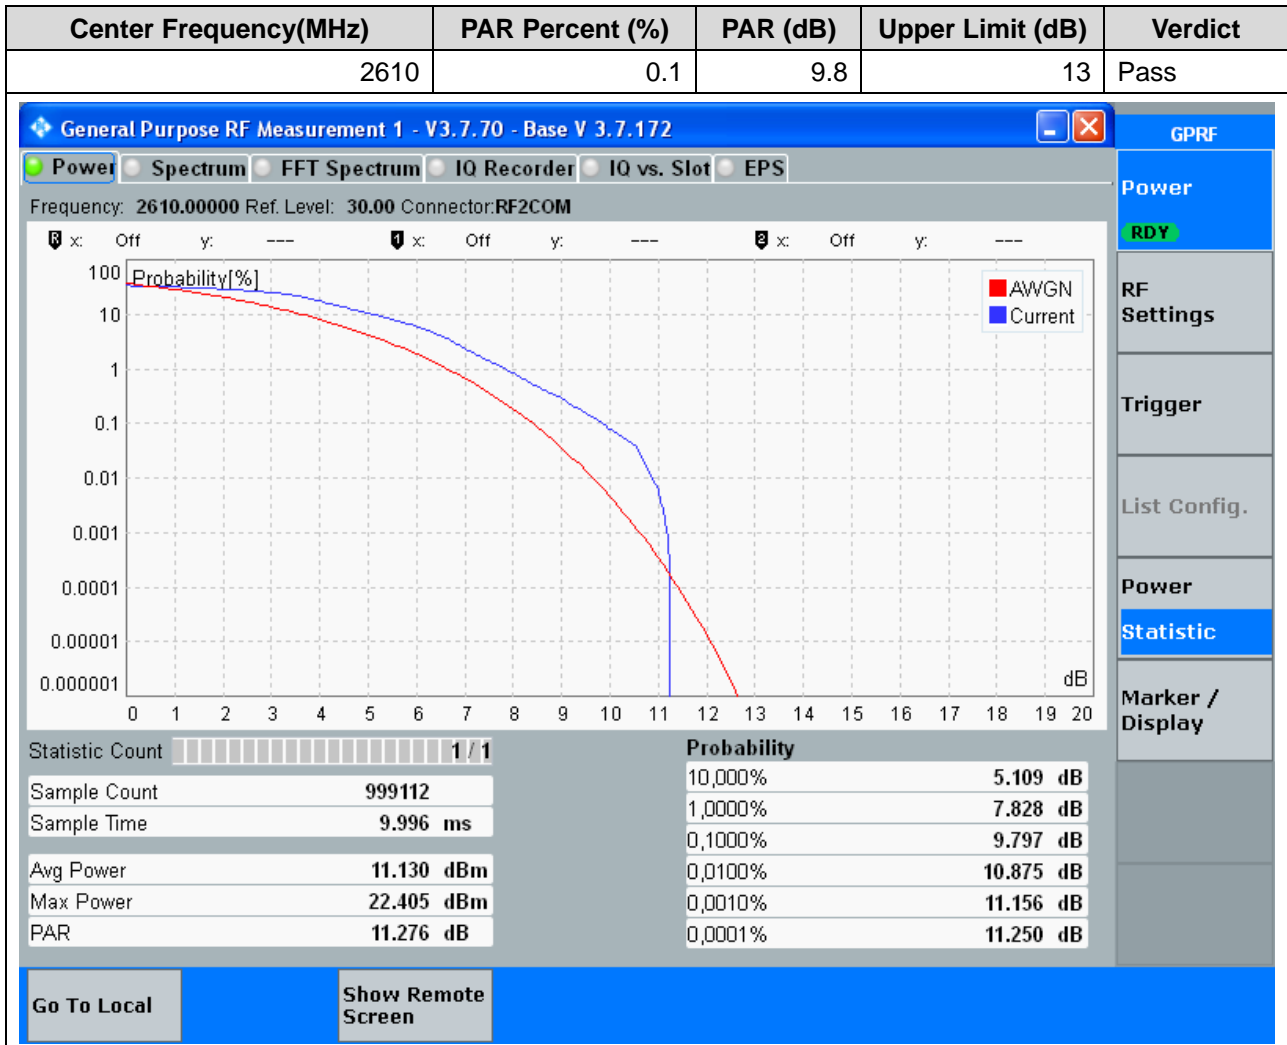 Center Frequency(MHz) PAR Percent (%) PAR (dB) Upper Limit (dB) Verdict
2610 0.1 9.8 13 Pass
General Purpose RF Measurement 1 - V3.7.70 - Base V 3.7.172
GPRF
Power Spectrum FFT Spectrum IQ Recorder IQ vs. Slot EPS
Frequency: 2610.00000 Ref. Level: 30.00 Connector:RF2COM
R x: Off y: --- 1 x: Off y: --- 2 x: Off y: ---
Probability[%]
AWGN
Current
100
10
1
0.1
0.01
0.001
0.0001
0.00001
0.000001
dB
0 1 2 3 4 5 6 7 8 9 10 11 12 13 14 15 16 17 18 19 20
Statistic Count 1 / 1
Sample Count 999112
Sample Time 9.996 ms
Avg Power 11.130 dBm
Max Power 22.405 dBm
PAR 11.276 dB
Probability
10,000% 5.109 dB
1,0000% 7.828 dB
0,1000% 9.797 dB
0,0100% 10.875 dB
0,0010% 11.156 dB
0,0001% 11.250 dB
Power
RDY
RF
Settings
Trigger
List Config.
Power
Statistic
Marker /
Display
Go To Local
Show Remote
Screen